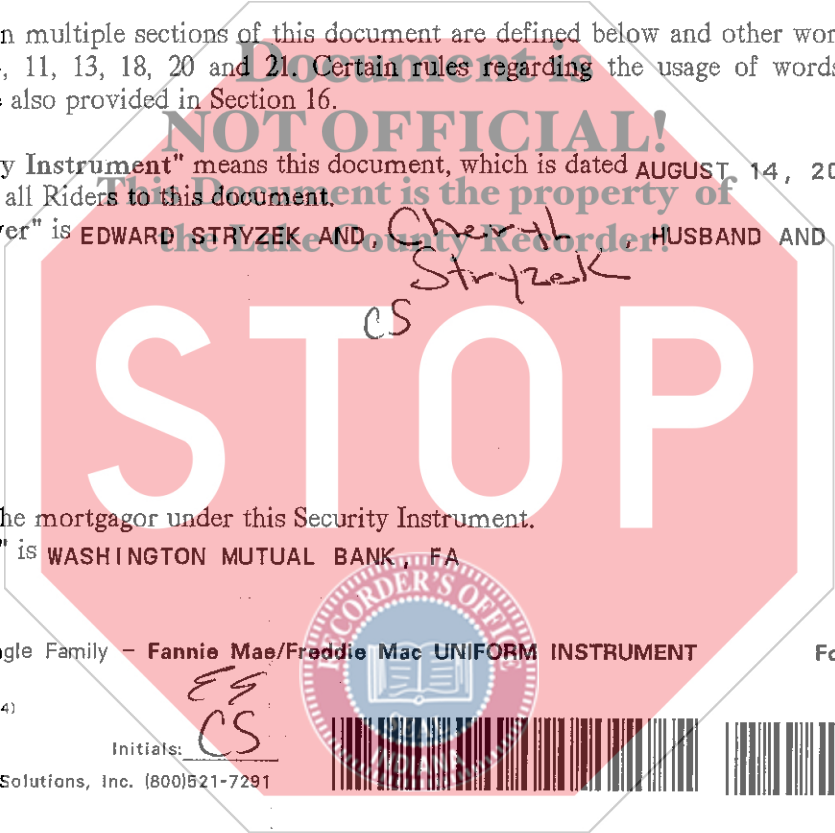 n multiple sections of this document are defined below and other wor
, 11, 13, 18, 20 and 21. Certain rules regarding the usage of words
also provided in Section 16.
Document is
NOT OFFICIAL!
This Document is the property of
the Lake County Recorder!
y Instrument" means this document, which is dated AUGUST 14, 20
all Riders to this document.
er" is EDWARD STRYZEK AND, Cheryl, HUSBAND AND
Stryzek
CS
STOP
he mortgagor under this Security Instrument.
" is WASHINGTON MUTUAL BANK, FA
RECORDER'S OFFICE
INDIANA
gle Family – Fannie Mae/Freddie Mac UNIFORM INSTRUMENT Fo
4)
ES
Initials: CS
Solutions, Inc. (800)521-7291